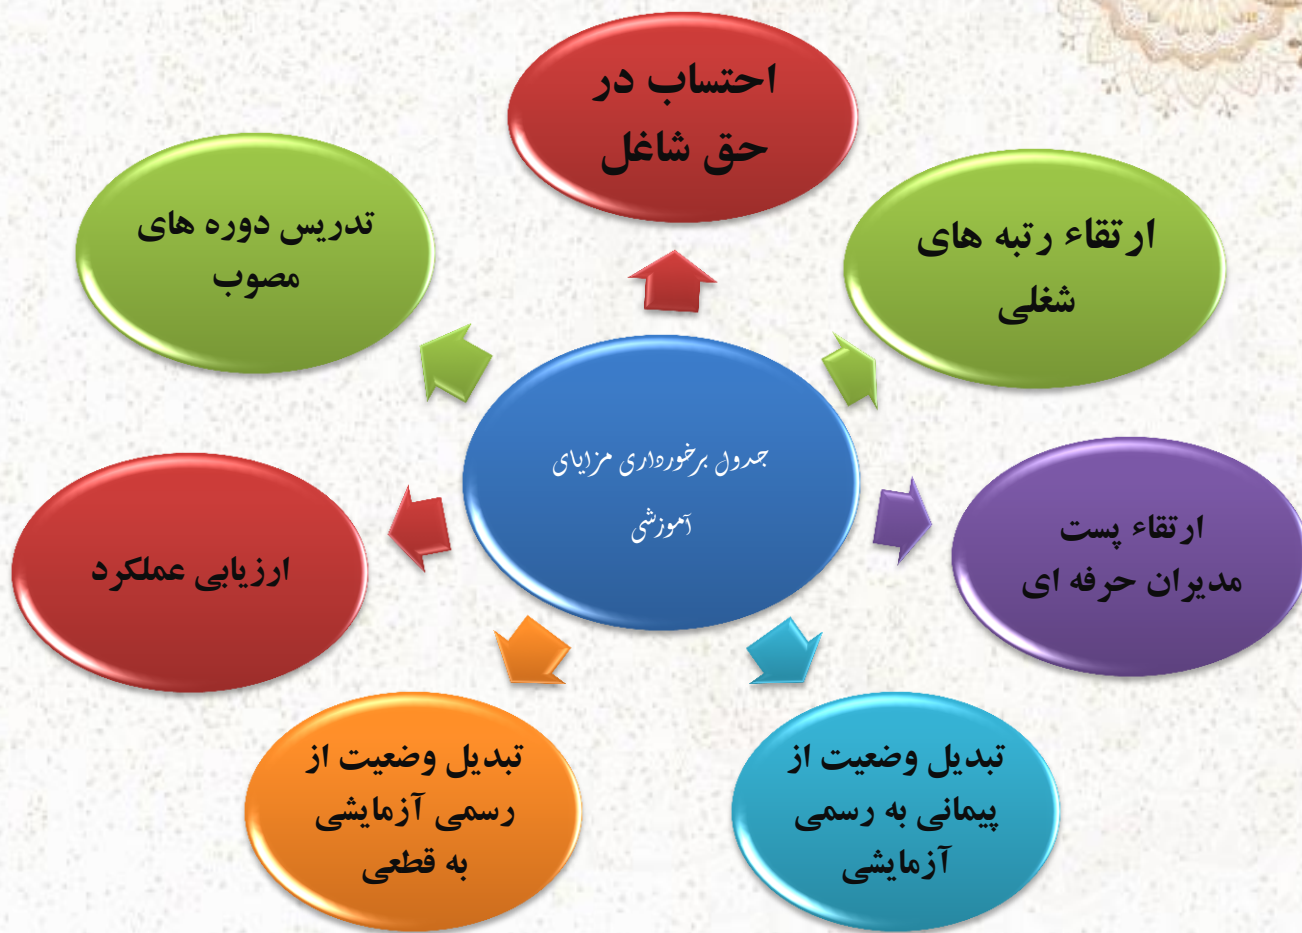 احتساب در
حق شاغل
ارتقاء رتبه های
شغلی
تدریس دوره های
مصوب
جدول برخورداری مزایای
آموزشی
ارتقاء پست
مدیران حرفه ای
ارزیابی عملکرد
تبدیل وضعیت از
پیمانی به رسمی
آزمایشی
تبدیل وضعیت از
رسمی آزمایشی
به قطعی